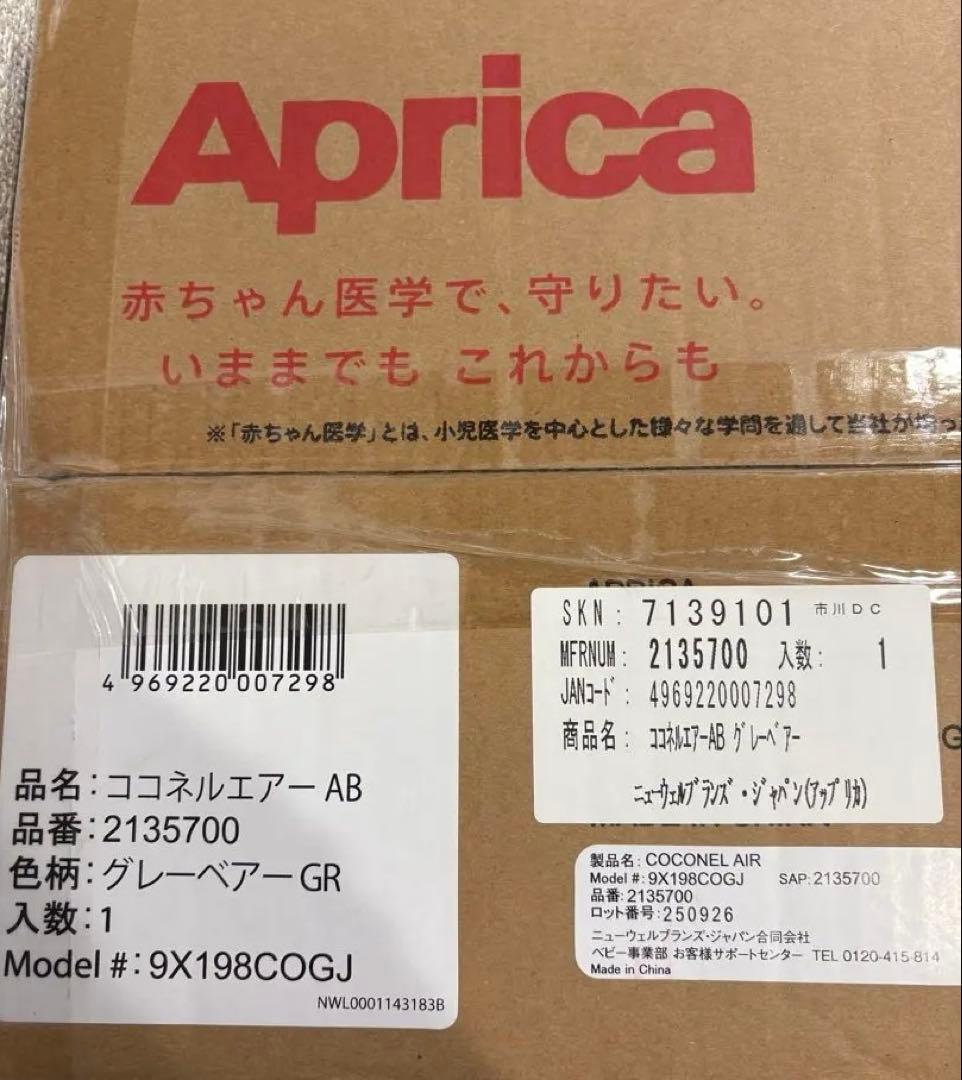 Aprica
赤ちゃん医学で、守りたい。
いままでも これからも
※「赤ちゃん医学」とは、小児医学を中心とした様々な学問を通して当社が培っ
4 969220 007298
品名:ココネルエアー AB
品番:2135700
色柄:グレーベアー GR
入数:1
Model #:9X198COGJ
NWL0001143183B
SKN: 7139101 市川DC
MFRNUM: 2135700 入数: 1
JANコード: 4969220007298
商品名: ココネルエアーAB グレーベアー
ニューウェルブランズ・ジャパン(アップリカ)
製品名: COCONEL AIR
Model #:9X198COGJ SAP:2135700
品番:2135700
ロット番号:250926
ニューウェルブランズ・ジャパン合同会社
ベビー事業部 お客様サポートセンター TEL 0120-415-814
Made in China